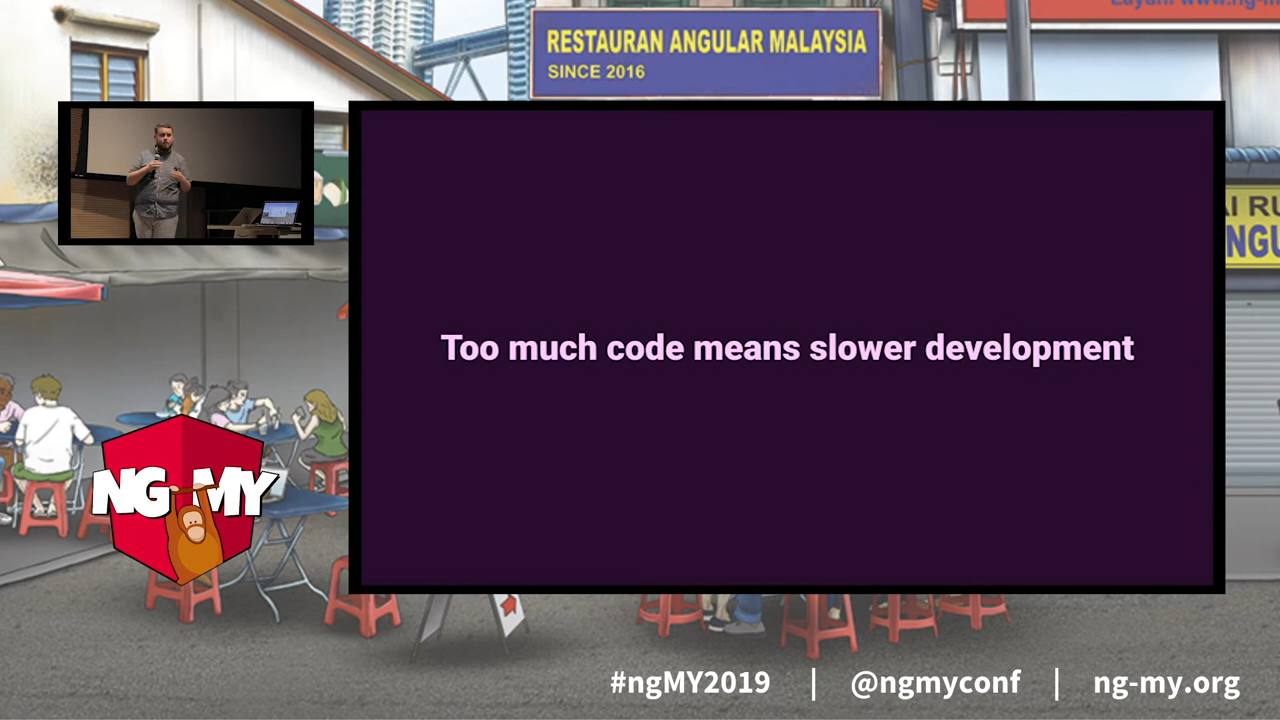 RESTAURAN ANGULAR MALAYSIA
SINCE 2016
Too much code means slower development
NG MY
#ngMY2019 | @ngmyconf | ng-my.org